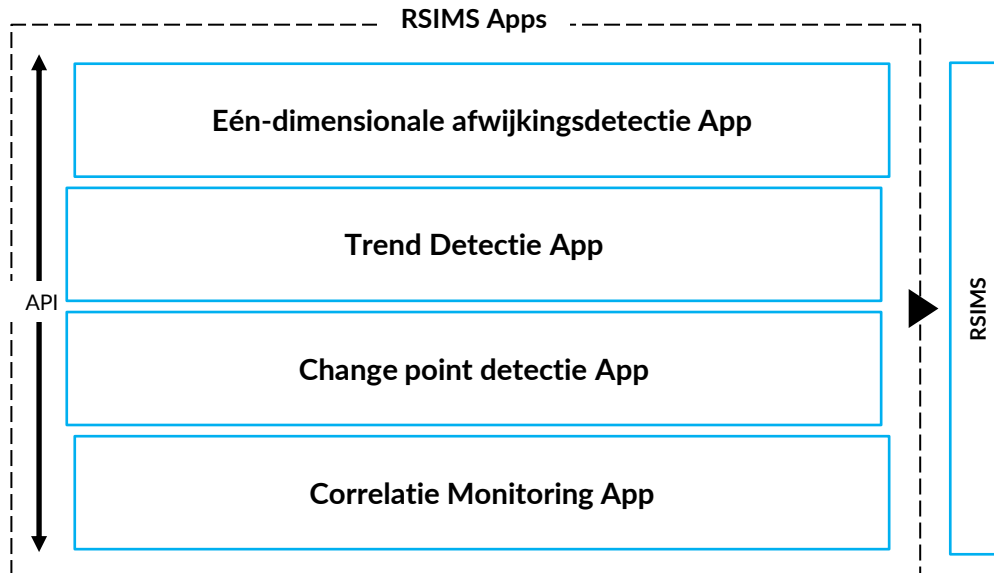 RSIMS Apps
Eén-dimensionale afwijkingsdetectie App
Trend Detectie App
API
Change point detectie App
Correlatie Monitoring App
RSIMS